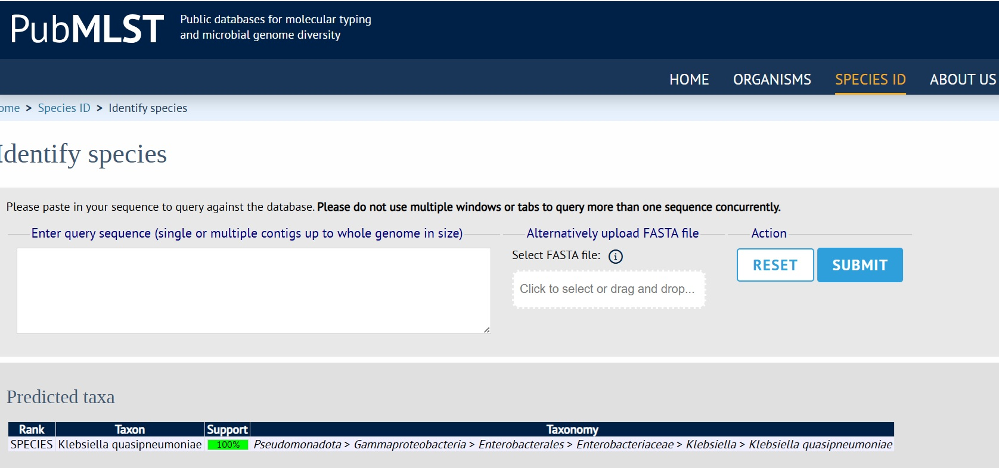 PubMLST
Public databases for molecular typing
and microbial genome diversity
HOME ORGANISMS SPECIES ID ABOUT US
ome > Species ID > Identify species
Identify species
Please paste in your sequence to query against the database. Please do not use multiple windows or tabs to query more than one sequence concurrently.
Enter query sequence (single or multiple contigs up to whole genome in size) Alternatively upload FASTA file Action
Select FASTA file:
RESET SUBMIT
Click to select or drag and drop...
Predicted taxa
Rank Taxon Support Taxonomy
SPECIES Klebsiella quasipneumoniae 100% Pseudomonadota > Gammaproteobacteria > Enterobacterales > Enterobacteriaceae > Klebsiella > Klebsiella quasipneumoniae